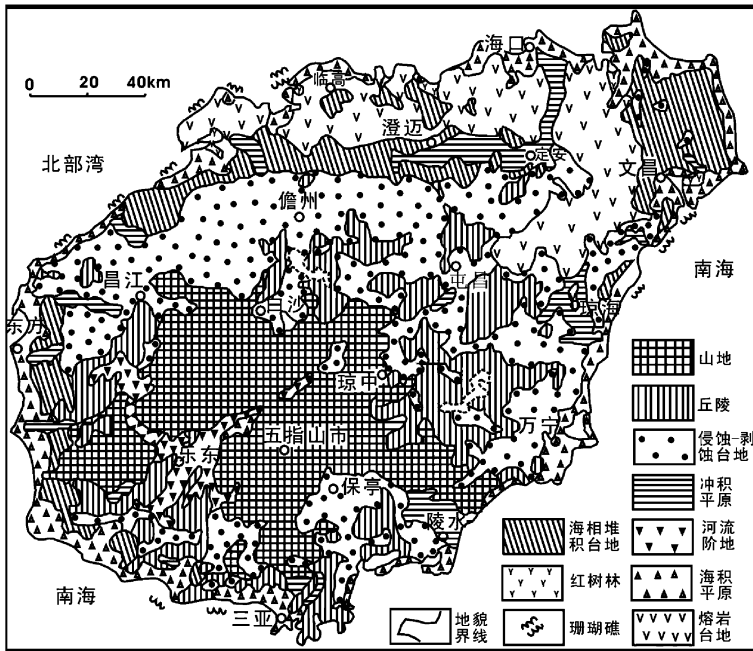 海口
0 20 40km
临高
澄迈
定安
北部湾
文昌
儋州
南海
昌江
屯昌
白沙
琼海
东方
山地
琼中
丘陵
万宁
五指山市
侵蚀-剥
蚀台地
东东
保亭
冲积
平原
陵水
海相堆
积台地
河流
阶地
红树林
海积
平原
南海
三亚
地貌
界线
珊瑚礁
熔岩
台地